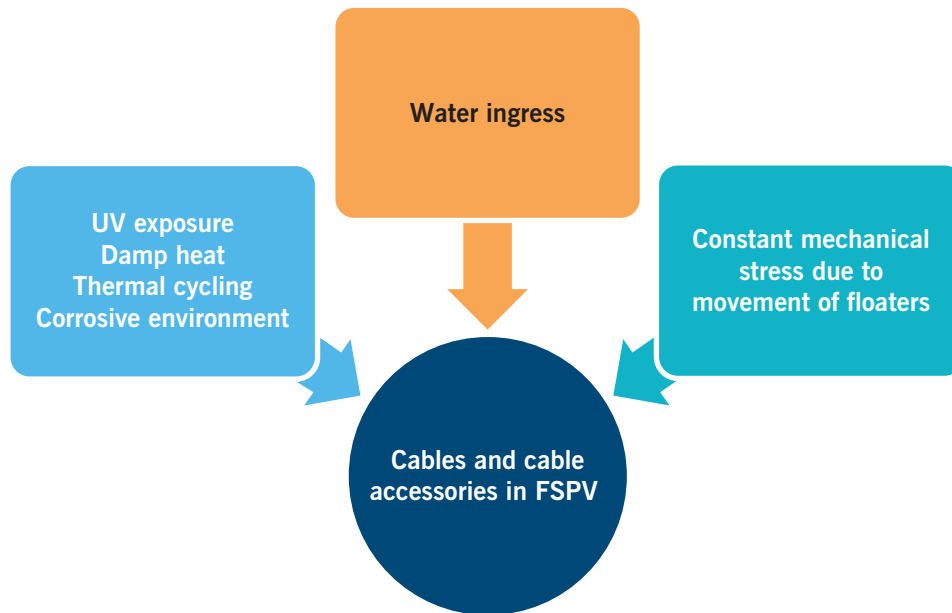 Water ingress
UV exposure
Damp heat
Thermal cycling
Corrosive environment
Constant mechanical
stress due to
movement of floaters
Cables and cable
accessories in FSPV